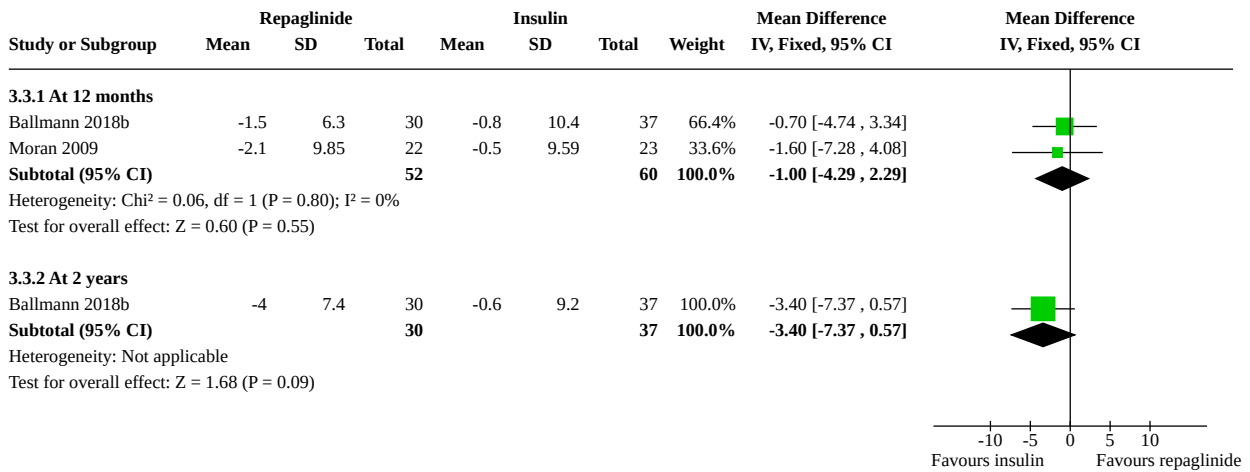 Repaglinide Insulin Mean Difference Mean Difference
Study or Subgroup Mean SD Total Mean SD Total Weight IV, Fixed, 95% CI IV, Fixed, 95% CI
3.3.1 At 12 months
Ballmann 2018b -1.5 6.3 30 -0.8 10.4 37 66.4% -0.70 [-4.74 , 3.34]
Moran 2009 -2.1 9.85 22 -0.5 9.59 23 33.6% -1.60 [-7.28 , 4.08]
Subtotal (95% CI) 52 60 100.0% -1.00 [-4.29 , 2.29]
Heterogeneity: Chi² = 0.06, df = 1 (P = 0.80); I² = 0%
Test for overall effect: Z = 0.60 (P = 0.55)
3.3.2 At 2 years
Ballmann 2018b -4 7.4 30 -0.6 9.2 37 100.0% -3.40 [-7.37 , 0.57]
Subtotal (95% CI) 30 37 100.0% -3.40 [-7.37 , 0.57]
Heterogeneity: Not applicable
Test for overall effect: Z = 1.68 (P = 0.09)
-10 -5 0 5 10
Favours insulin Favours repaglinide